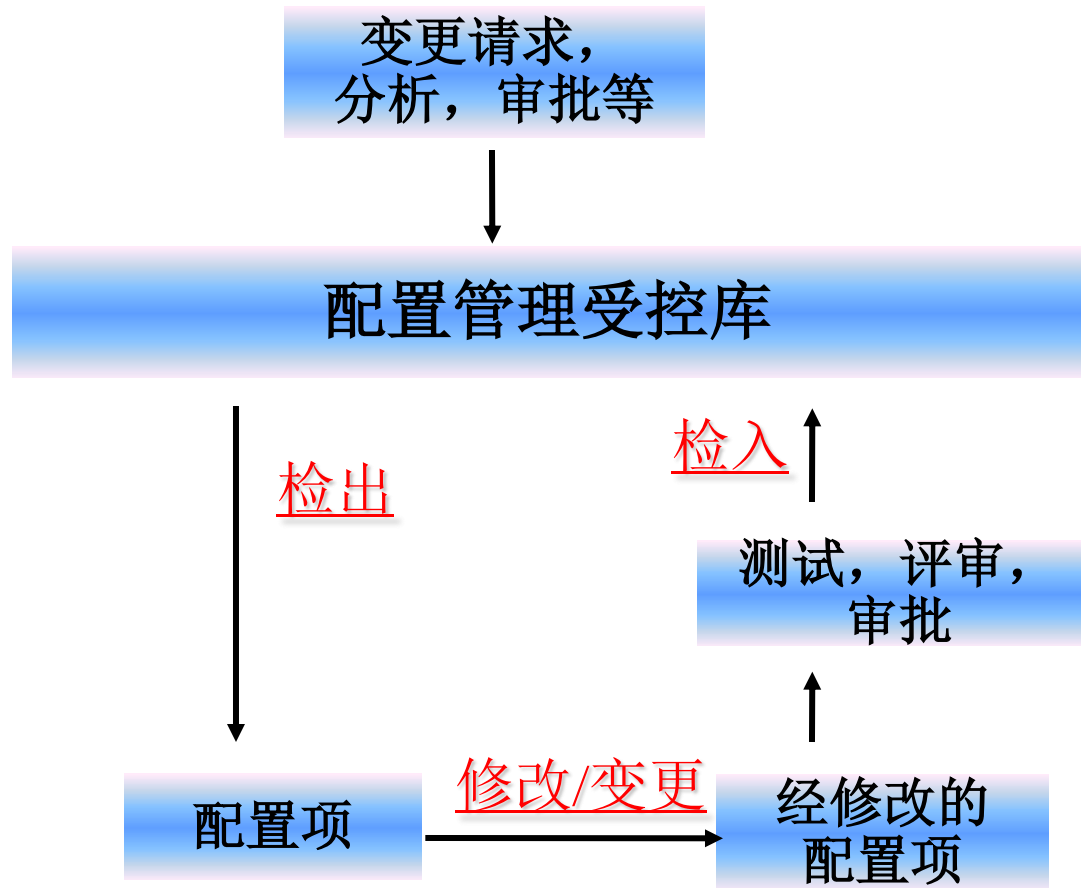 变更请求，
分析，审批等
配置管理受控库
检出
检入
测试，评审，
审批
配置项
修改/变更
经修改的
配置项